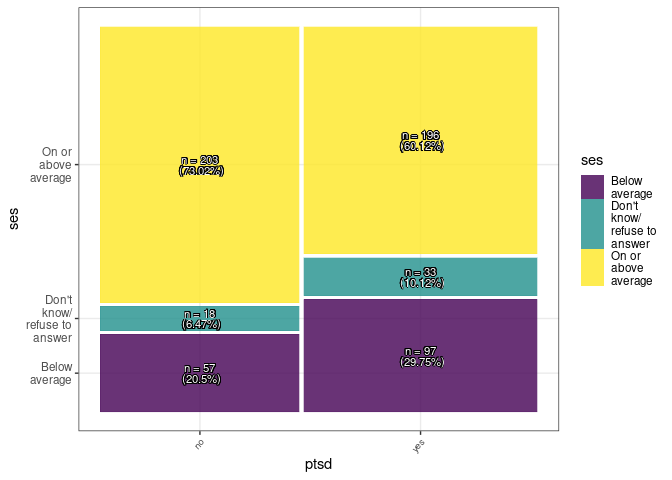 On or
above
average
Don't
know/
refuse to
answer
Below
average
ses
n = 203
(73.02%)
n = 196
(60.12%)
n = 18
(6.47%)
n = 33
(10.12%)
n = 57
(20.5%)
n = 97
(29.75%)
no
yes
ptsd
ses
Below
average
Don't
know/
refuse to
answer
On or
above
average